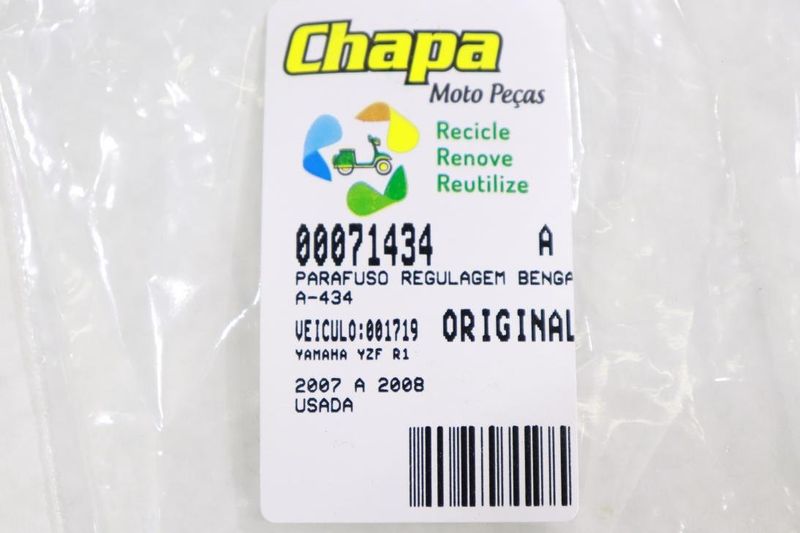 Chapa
Moto Peças
Recicle
Renove
Reutilize
00071434 A
PARAFUSO REGULAGEM BENGA
A-434
VEICULO:001719 ORIGINAL
YAMAHA YZF R1
2007 A 2008
USADA